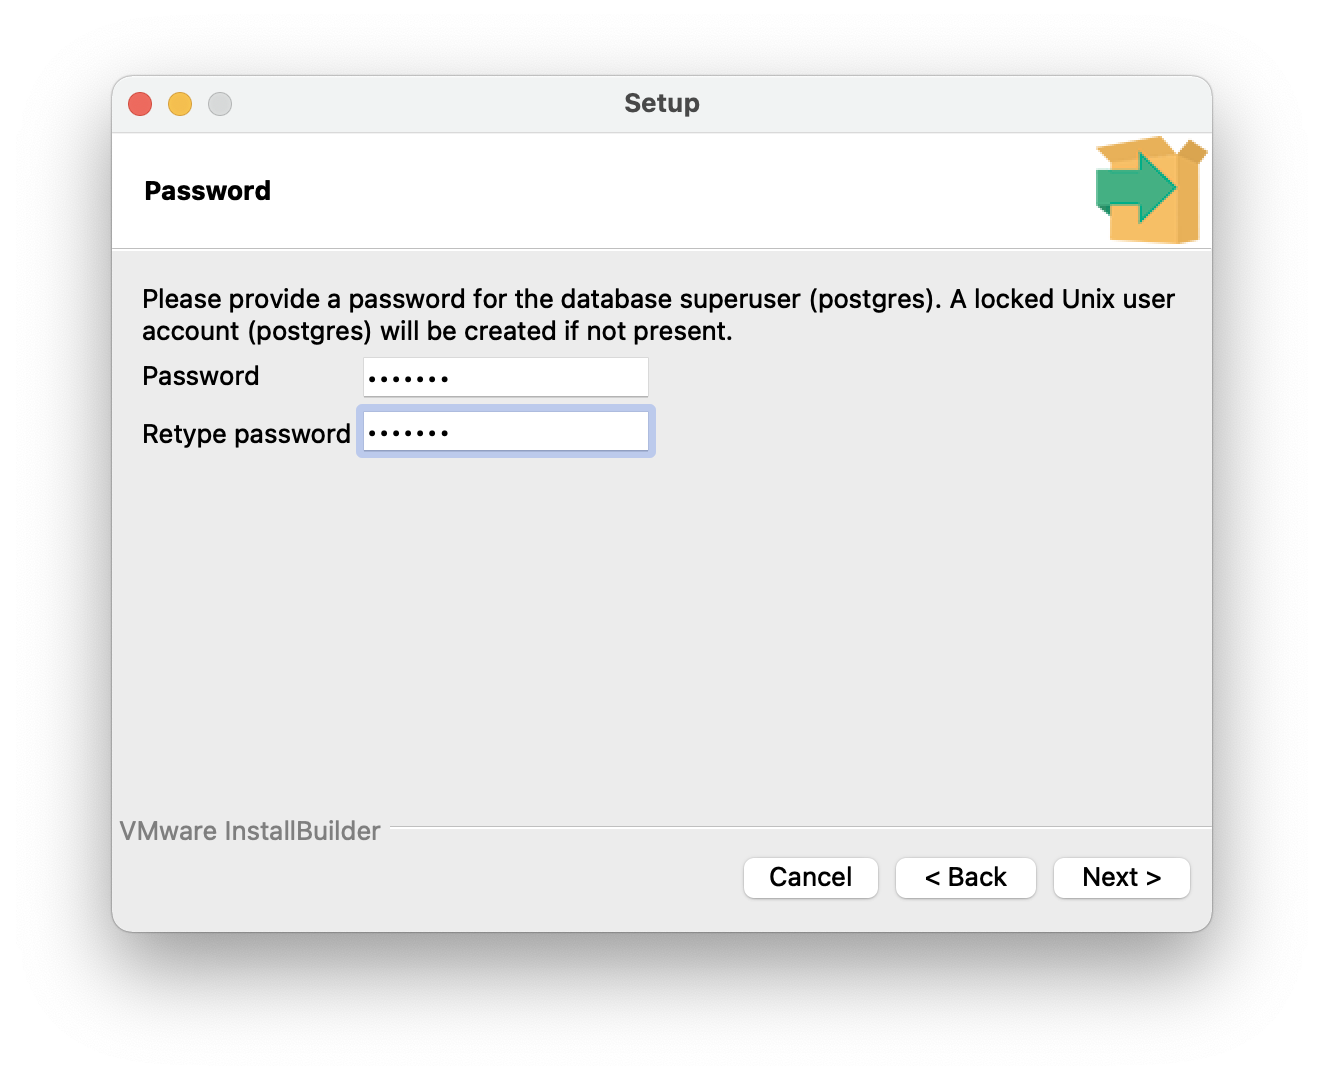 Setup
Password
Please provide a password for the database superuser (postgres). A locked Unix user
account (postgres) will be created if not present.
Password •••••••
Retype password •••••••
VMware InstallBuilder
Cancel < Back Next >